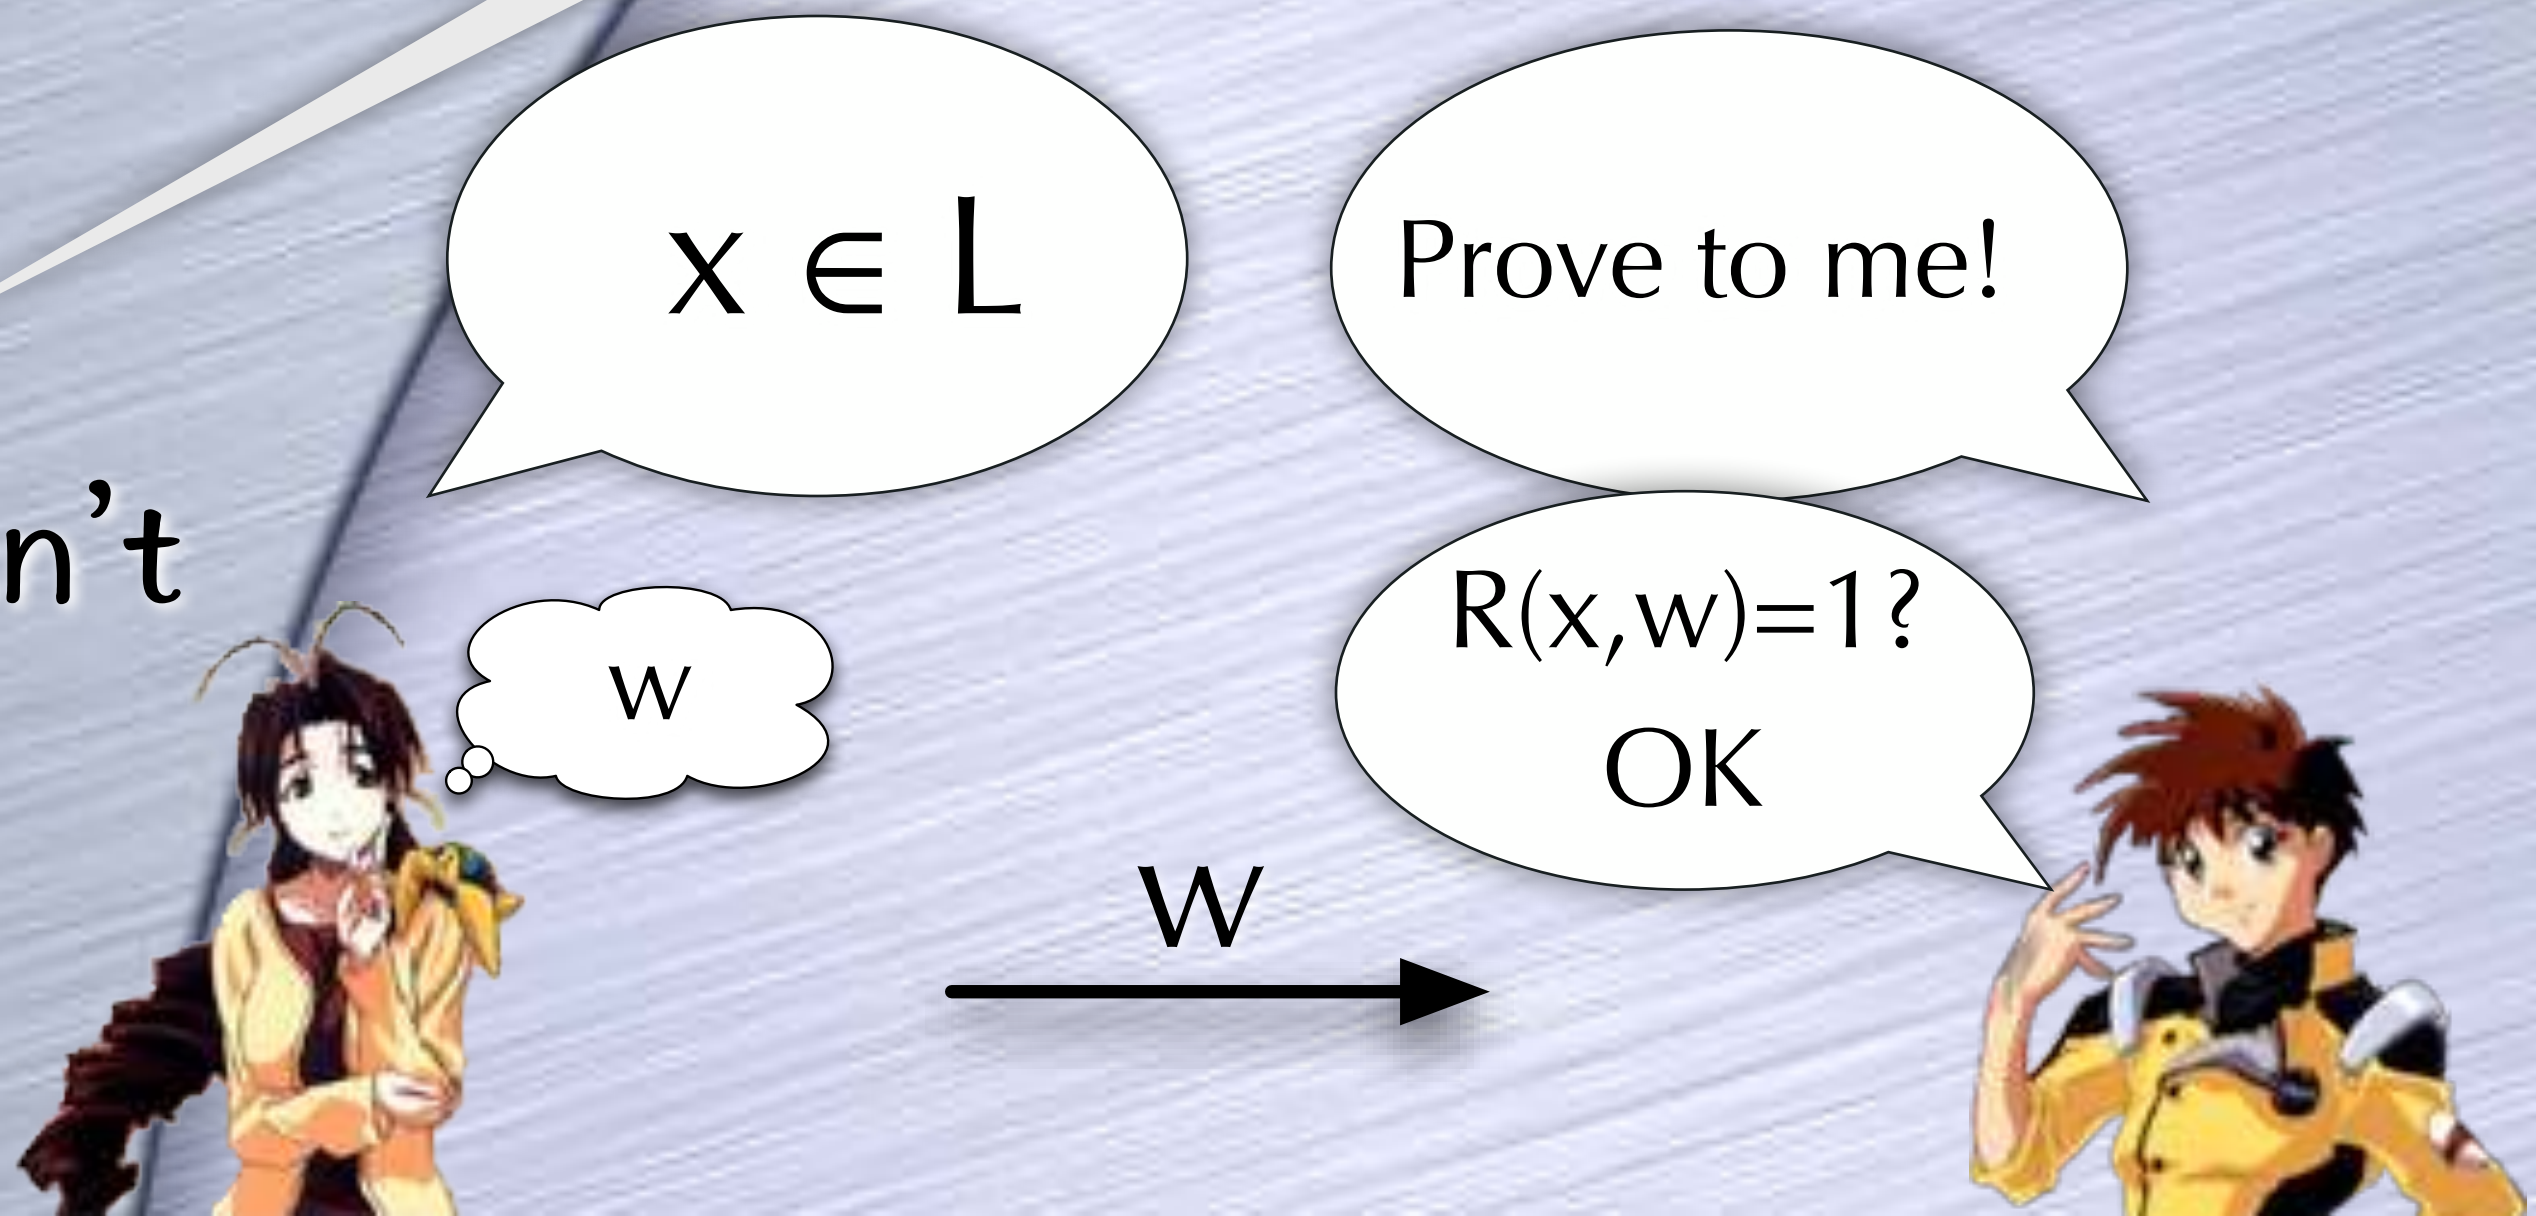 x ∈ L
Prove to me!
n't
w
R(x,w)=1?
OK
w